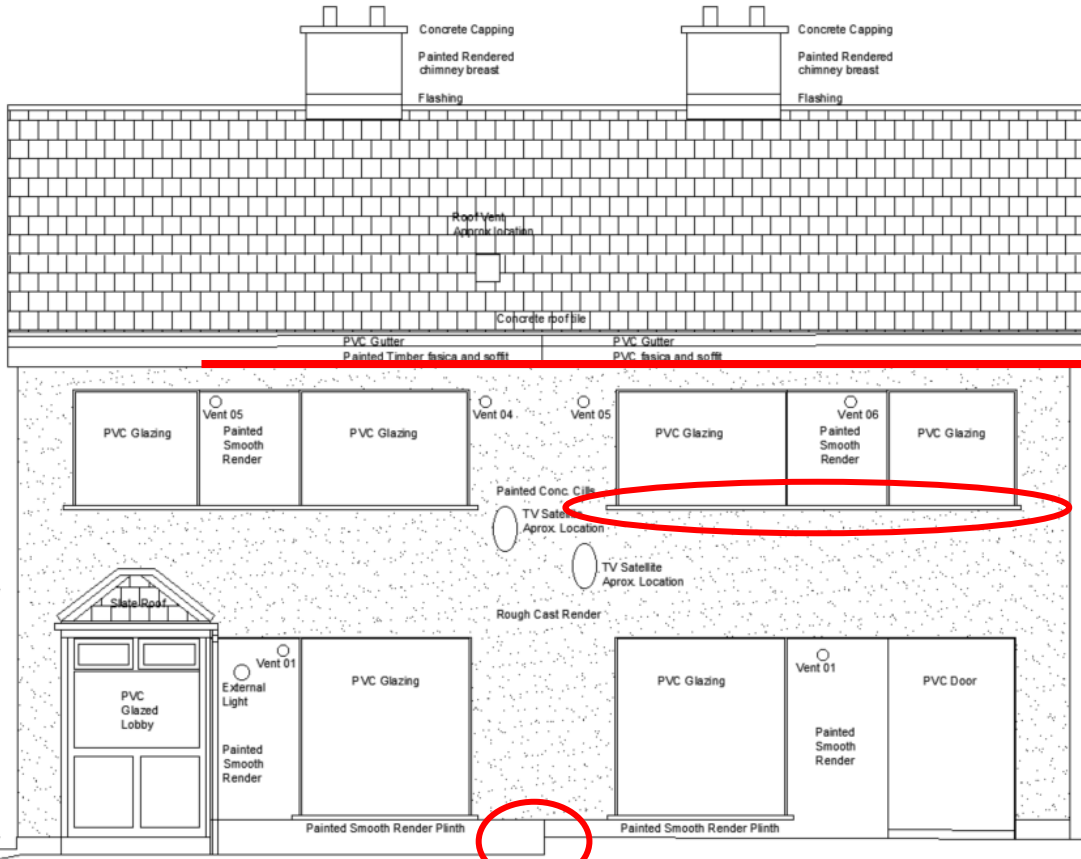 Concrete Capping
Painted Rendered
chimney breast
Flashing
Concrete Capping
Painted Rendered
chimney breast
Flashing
Roof Vent
Approx location
Concrete roof tile
PVC Gutter
Painted Timber fasica and soffit
PVC Gutter
PVC fasica and soffit
PVC Glazing
Vent 05
Painted
Smooth
Render
PVC Glazing
Vent 04
Vent 05
PVC Glazing
Vent 06
Painted
Smooth
Render
PVC Glazing
Painted Conc. Cills
TV Satellite
Aprox. Location
TV Satellite
Aprox. Location
Rough Cast Render
Slate Roof
PVC
Glazed
Lobby
Vent 01
External
Light
Painted
Smooth
Render
PVC Glazing
PVC Glazing
Vent 01
Painted
Smooth
Render
PVC Door
Painted Smooth Render Plinth
Painted Smooth Render Plinth